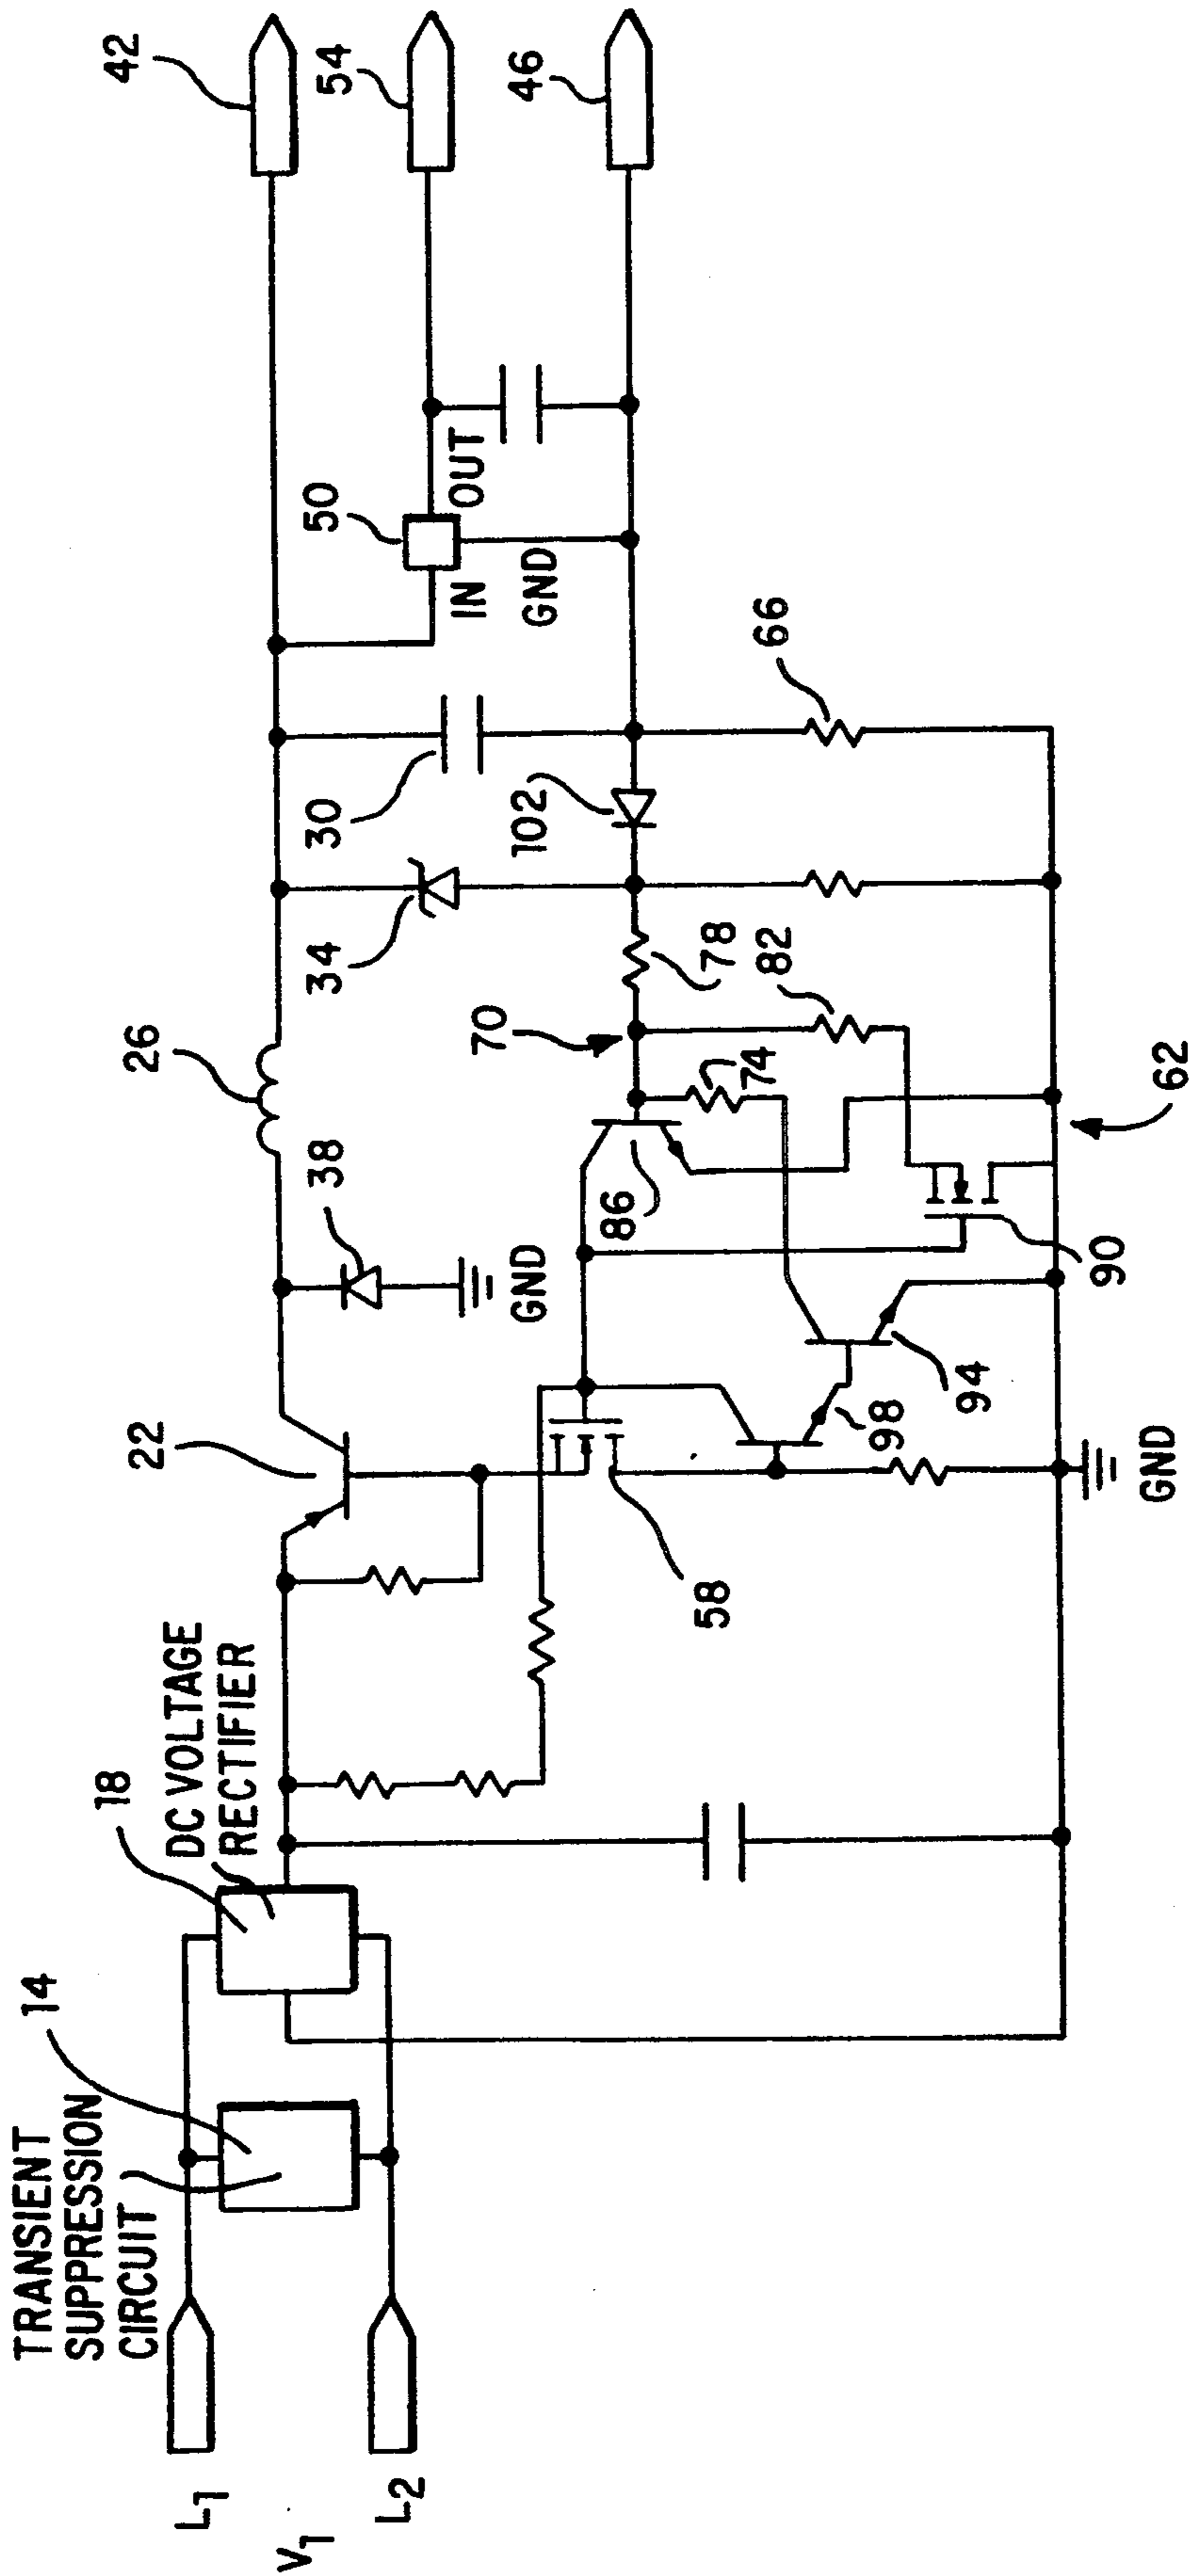 TRANSIENT
SUPPRESSION
CIRCUIT
14
18
DC VOLTAGE
RECTIFIER
22
26
38
34
30
50
IN
OUT
GND
42
54
46
L1
V1
L2
GND
102
66
70
78
82
74
86
58
98
94
90
62
GND